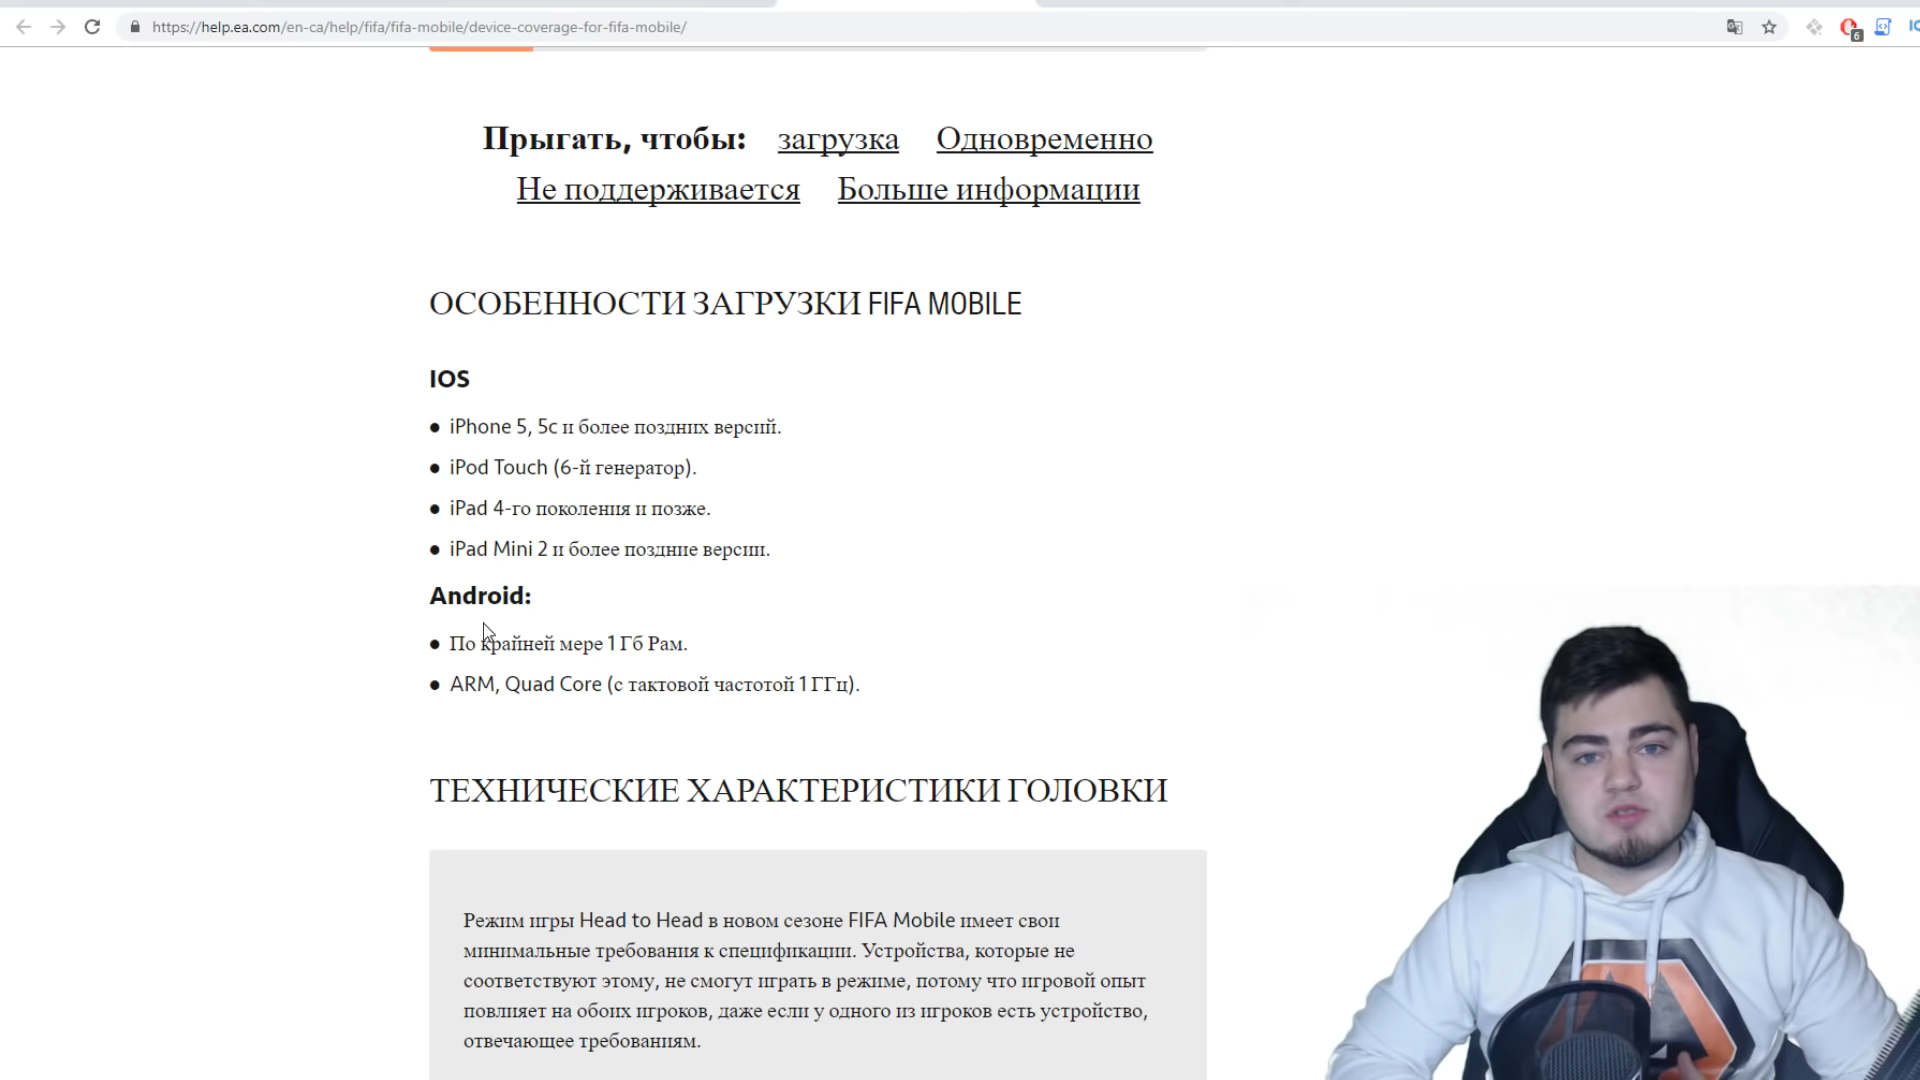 https://help.ea.com/en-ca/help/fifa/fifa-mobile/device-coverage-for-fifa-mobile/
6
Прыгать, чтобы: загрузка Одновременно
Не поддерживается Больше информации
ОСОБЕННОСТИ ЗАГРУЗКИ FIFA MOBILE
IOS
● iPhone 5, 5c и более поздних версий.
● iPod Touch (6-й генератор).
● iPad 4-го поколения и позже.
● iPad Mini 2 и более поздние версии.
Android:
● По крайней мере 1 Гб Рам.
● ARM, Quad Core (с тактовой частотой 1 ГГц).
ТЕХНИЧЕСКИЕ ХАРАКТЕРИСТИКИ ГОЛОВКИ
Режим игры Head to Head в новом сезоне FIFA Mobile имеет свои
минимальные требования к спецификации. Устройства, которые не
соответствуют этому, не смогут играть в режиме, потому что игровой опыт
повлияет на обоих игроков, даже если у одного из игроков есть устройство,
отвечающее требованиям.